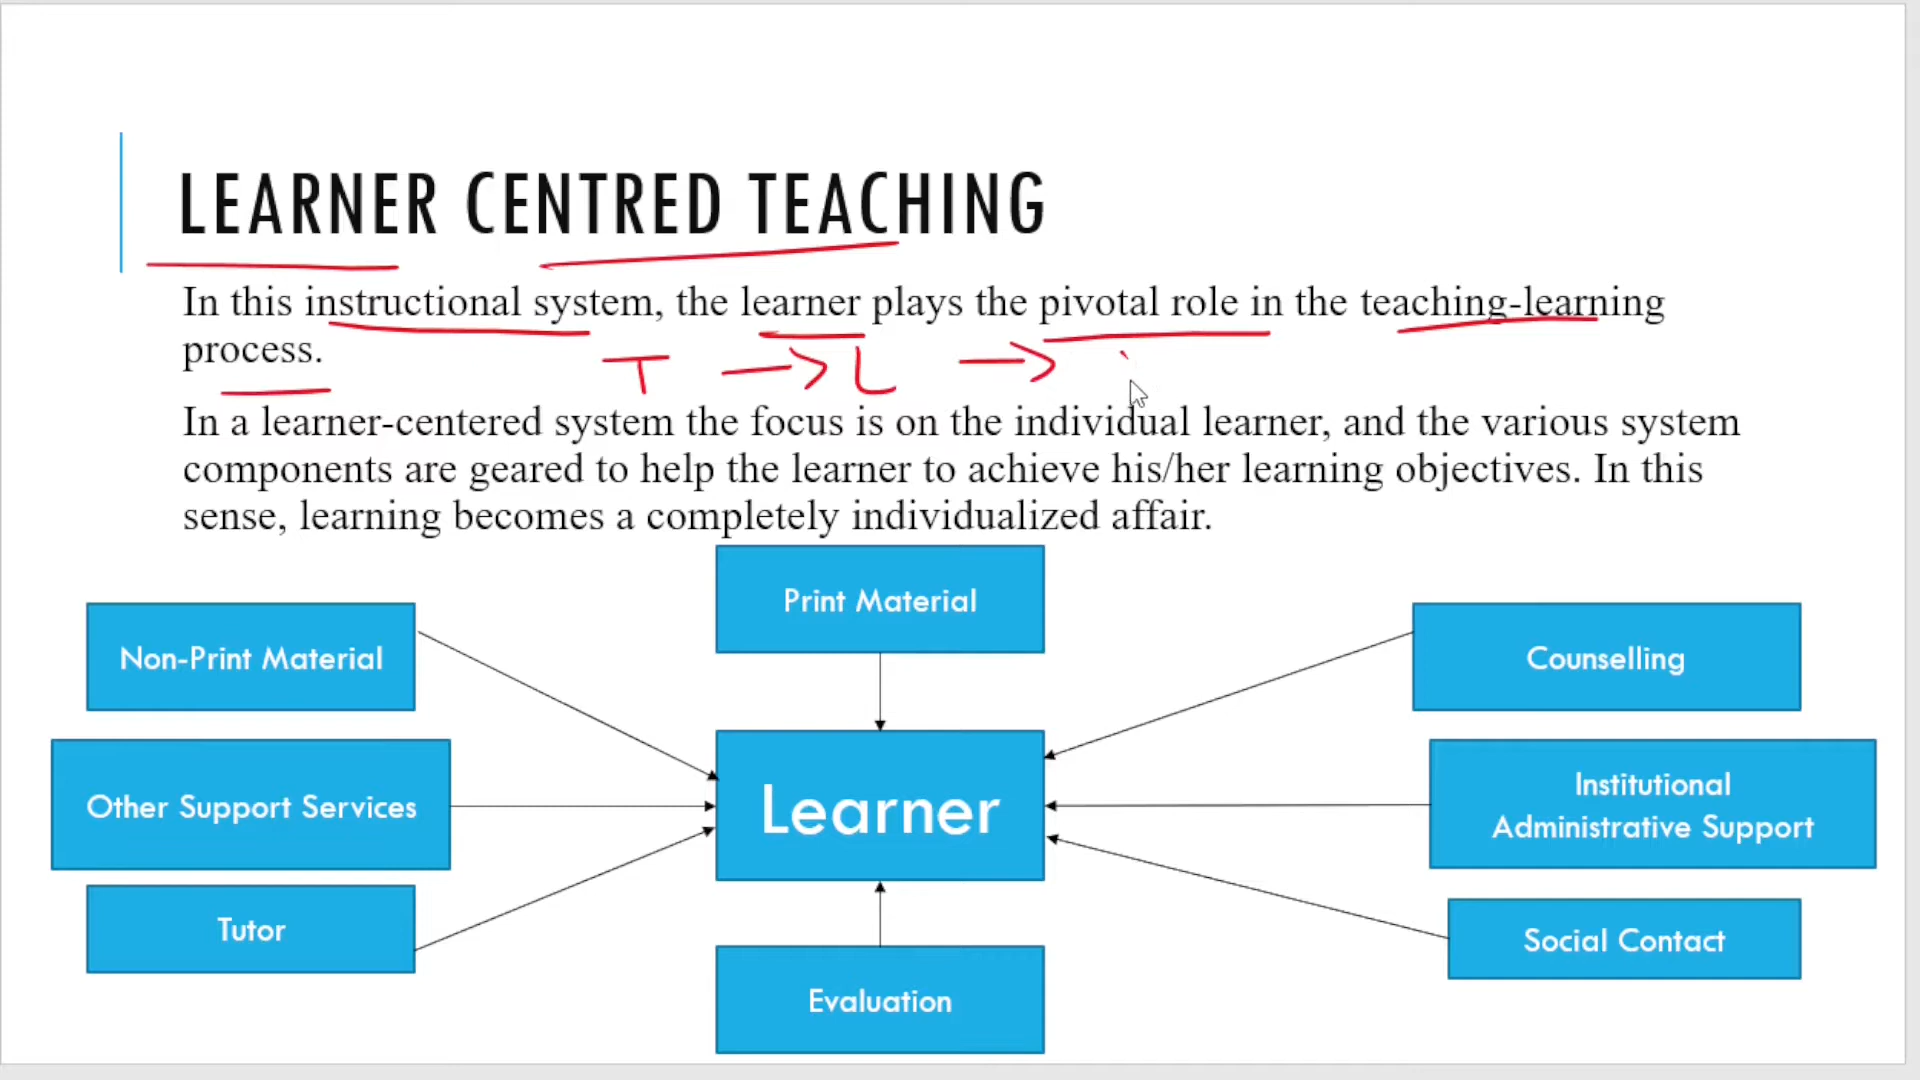 LEARNER CENTRED TEACHING
In this instructional system, the learner plays the pivotal role in the teaching-learning
process.
T → L →
In a learner-centered system the focus is on the individual learner, and the various system
components are geared to help the learner to achieve his/her learning objectives. In this
sense, learning becomes a completely individualized affair.
Print Material
Non-Print Material
Counselling
Other Support Services
Learner
Institutional
Administrative Support
Tutor
Social Contact
Evaluation